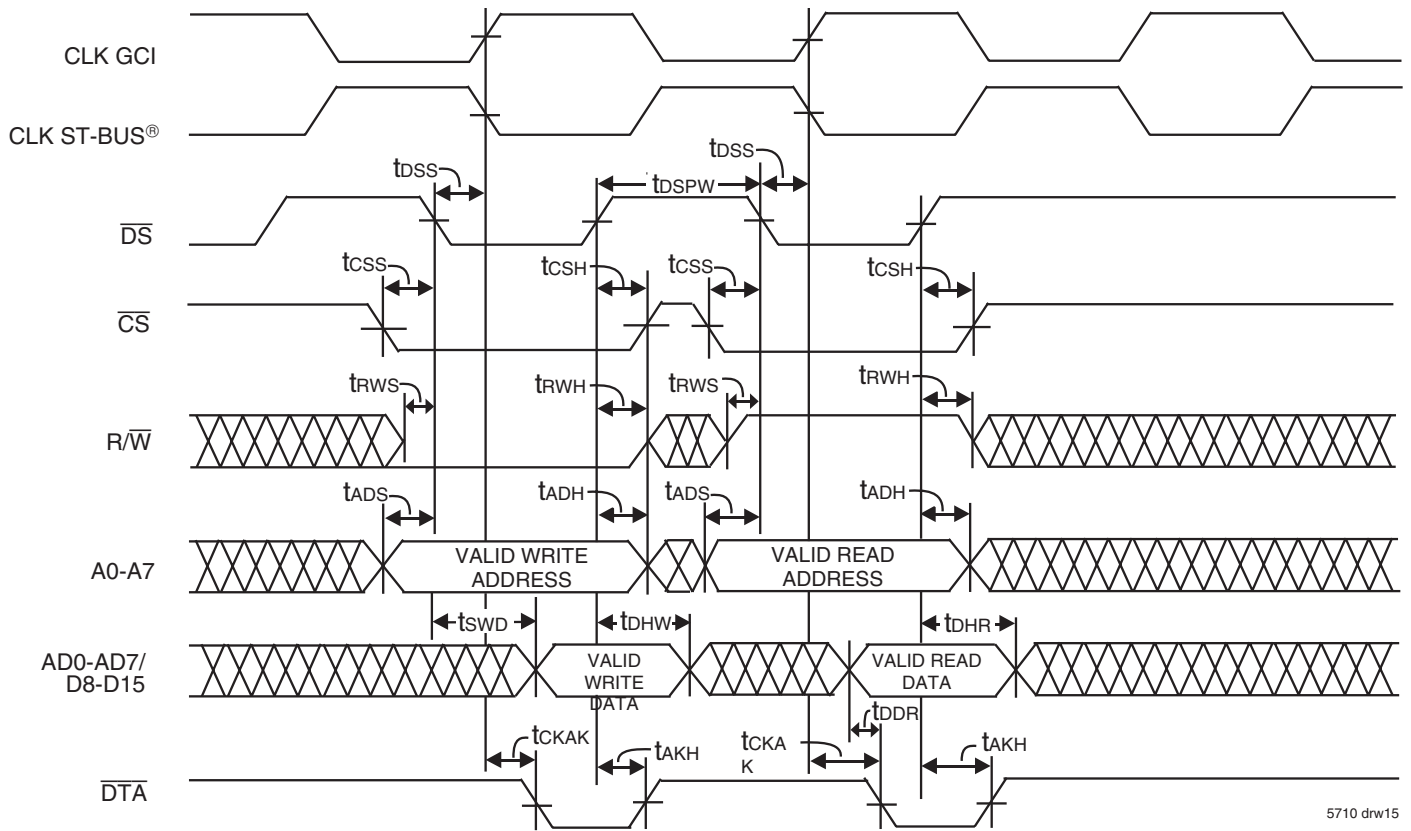 CLK GCI
CLK ST-BUS®
tDSS
tDSPW
tDSS
DS
tCSS
tCSH
tCSS
tCSH
CS
tRWS
tRWH
tRWS
tRWH
R/W
tADS
tADH
tADS
tADH
A0-A7
VALID WRITE
ADDRESS
VALID READ
ADDRESS
tSWD
tDHW
tDHR
AD0-AD7/
D8-D15
VALID
WRITE
DATA
VALID READ
DATA
tDDR
tCKAK
tAKH
tCKA
K
tAKH
DTA
5710 drw15